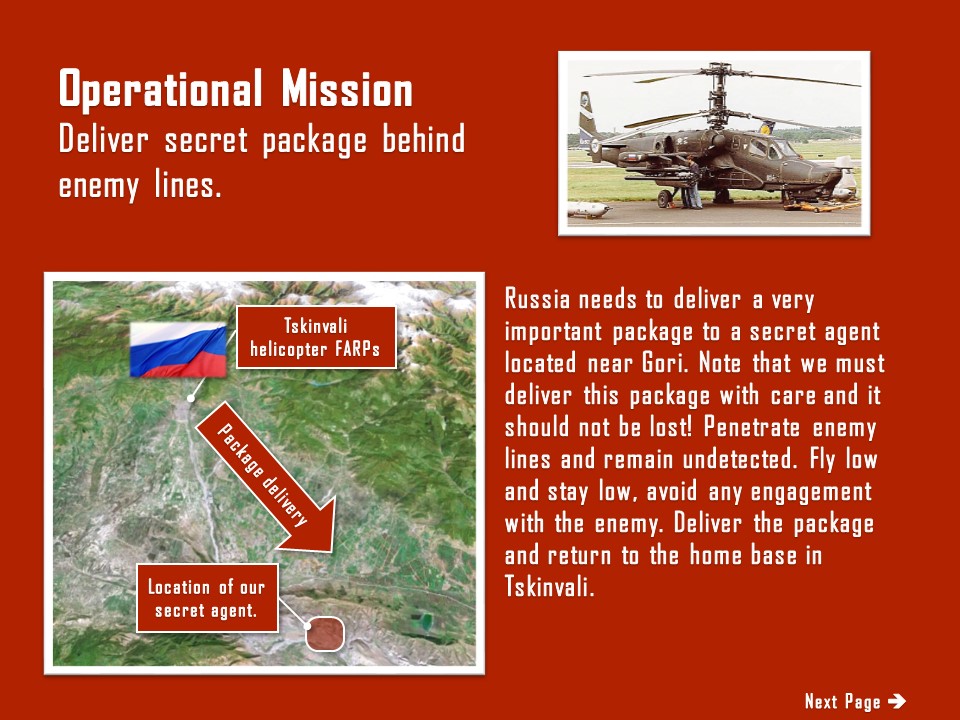 Operational Mission
Deliver secret package behind
enemy lines.
Tskinvali
helicopter FARPs
Package delivery
Location of our
secret agent.
Russia needs to deliver a very
important package to a secret agent
located near Gori. Note that we must
deliver this package with care and it
should not be lost! Penetrate enemy
lines and remain undetected. Fly low
and stay low, avoid any engagement
with the enemy. Deliver the package
and return to the home base in
Tskinvali.
Next Page →